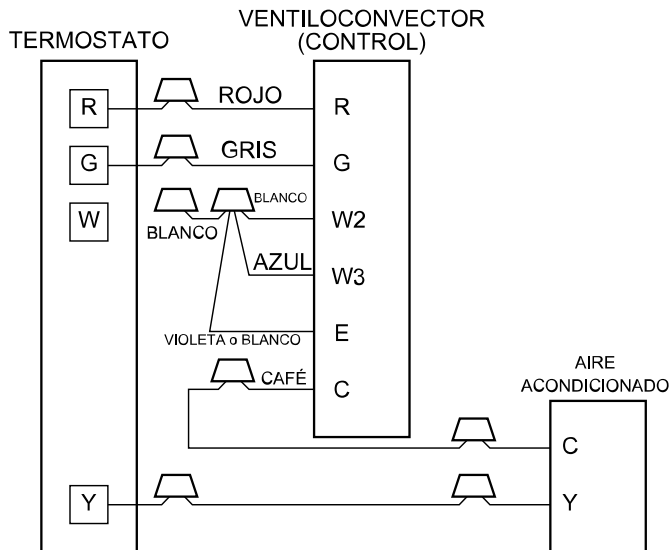 TERMOSTATO
VENTILOCONVECTOR
(CONTROL)
R
ROJO
R
G
GRIS
G
W
BLANCO
BLANCO
W2
AZUL
W3
VIOLETA o BLANCO
E
CAFÉ
C
AIRE
ACONDICIONADO
C
Y
Y